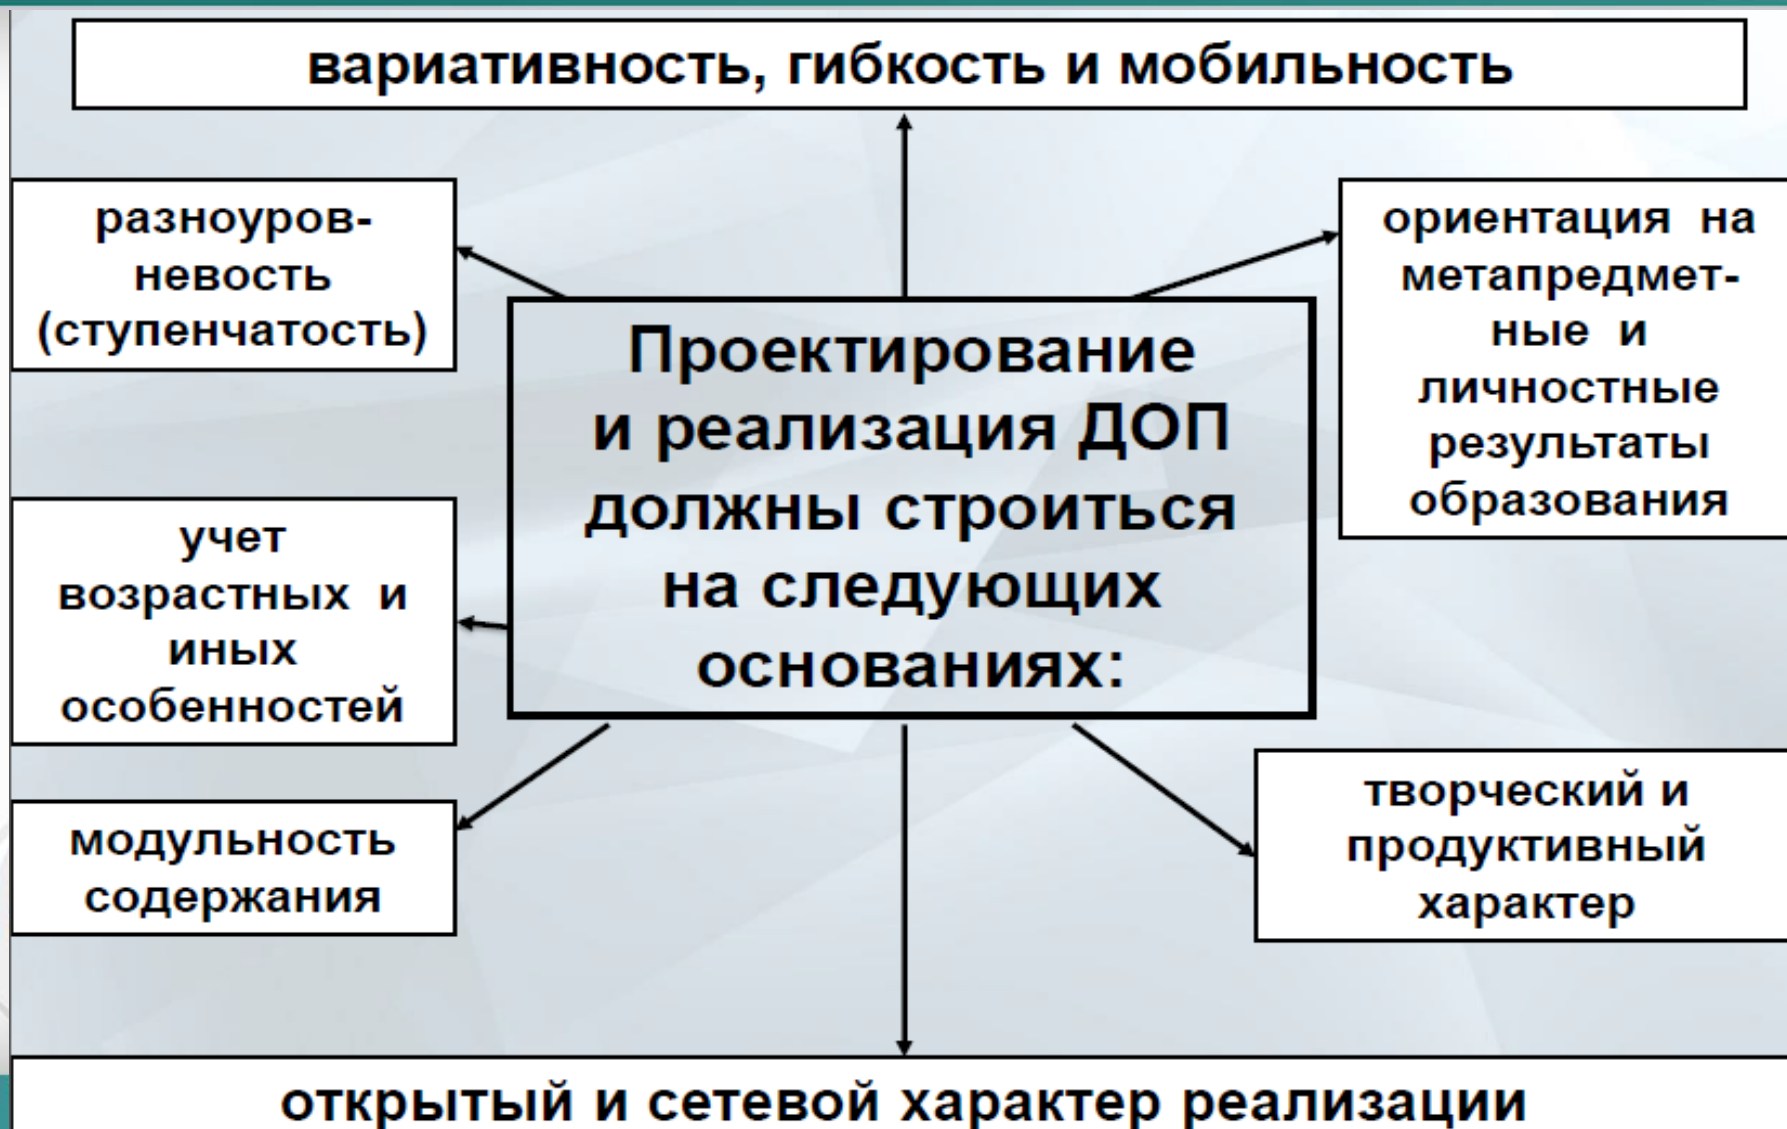 вариативность, гибкость и мобильность
разноуров-
невость
(ступенчатость)
ориентация на
метапредмет-
ные и
личностные
результаты
образования
Проектирование
и реализация ДОП
должны строиться
на следующих
основаниях:
учет
возрастных и
иных
особенностей
модульность
содержания
творческий и
продуктивный
характер
открытый и сетевой характер реализации